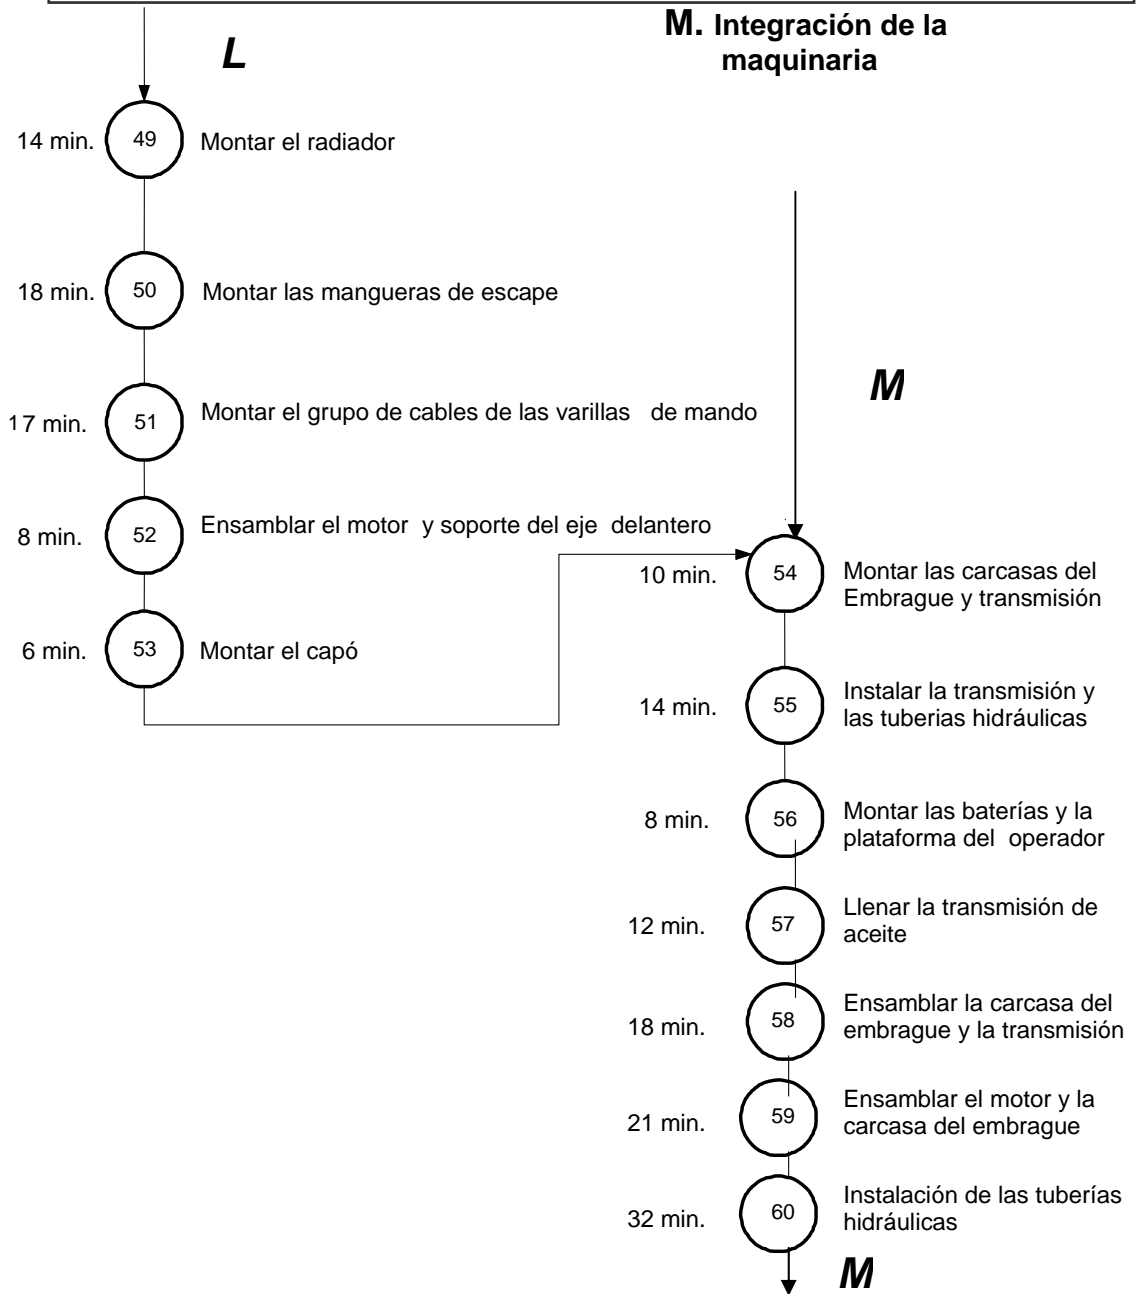 L
14 min.
49
Montar el radiador
18 min.
50
Montar las mangueras de escape
17 min.
51
Montar el grupo de cables de las varillas de mando
8 min.
52
Ensamblar el motor y soporte del eje delantero
6 min.
53
Montar el capó
M. Integración de la
maquinaria
M
10 min.
54
Montar las carcasas del
Embrague y transmisión
14 min.
55
Instalar la transmisión y
las tuberias hidráulicas
8 min.
56
Montar las baterías y la
plataforma del operador
12 min.
57
Llenar la transmisión de
aceite
18 min.
58
Ensamblar la carcasa del
embrague y la transmisión
21 min.
59
Ensamblar el motor y la
carcasa del embrague
32 min.
60
Instalación de las tuberías
hidráulicas
M